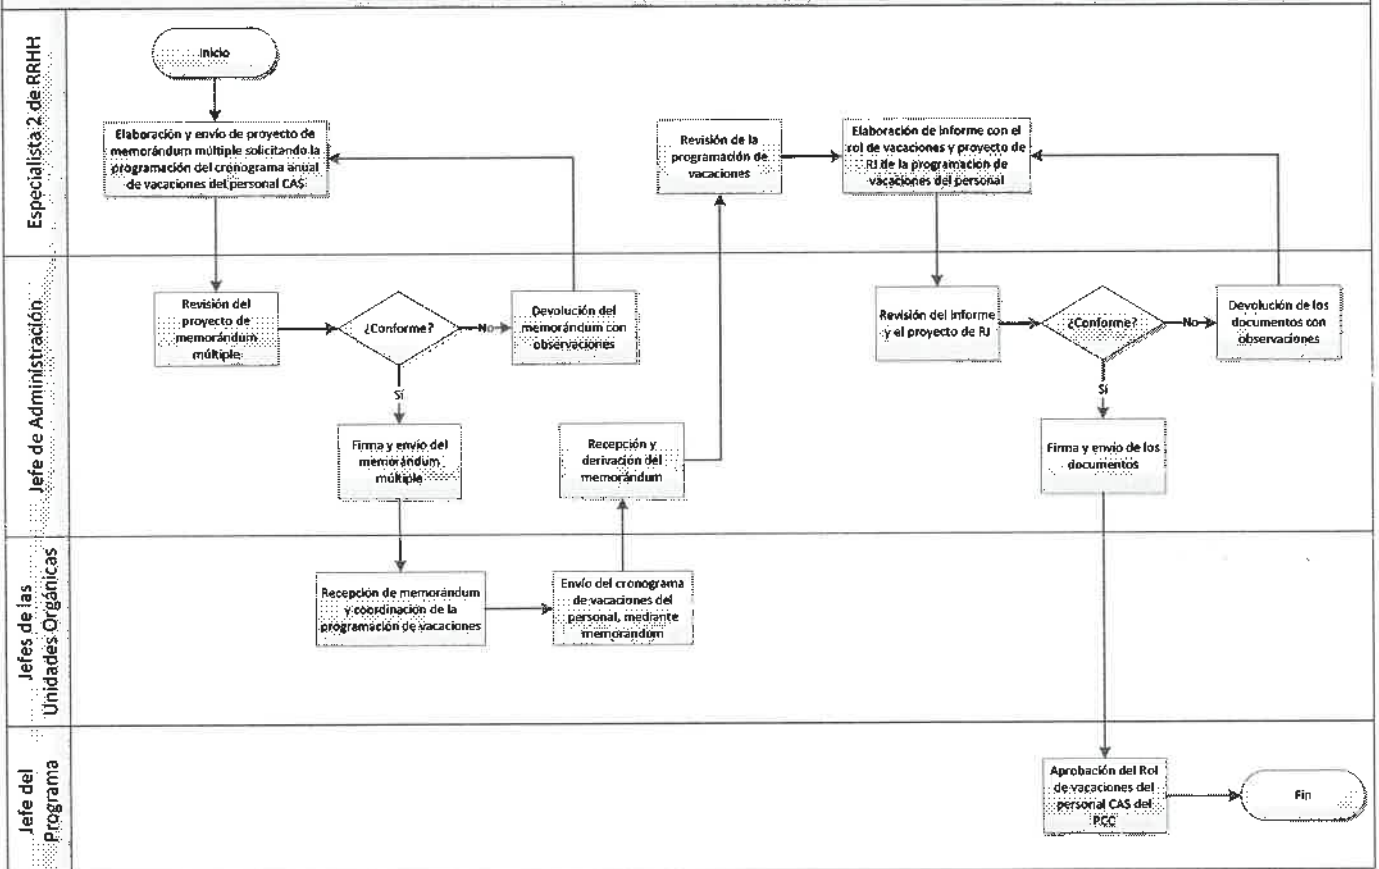 Especialista 2 de RRHH
Inicio
Elaboración y envío de proyecto de
memorándum múltiple solicitando la
programación del cronograma anual
de vacaciones del personal CAS
Revisión de la
programación de
vacaciones
Elaboración de informe con el
rol de vacaciones y proyecto de
RJ de la programación de
vacaciones del personal
Jefe de Administración
Revisión del
proyecto de
memorándum
múltiple
¿Conforme?
No
Devolución del
memorándum con
observaciones
Sí
Firma y envío del
memorándum
múltiple
Recepción y
derivación del
memorándum
Revisión del informe
y el proyecto de RJ
¿Conforme?
No
Devolución de los
documentos con
observaciones
Sí
Firma y envío de los
documentos
Jefes de las
Unidades Orgánicas
Recepción de memorándum
y coordinación de la
programación de vacaciones
Envío del cronograma
de vacaciones del
personal, mediante
memorándum
Jefe del
Programa
Aprobación del Rol
de vacaciones del
personal CAS del
PCC
Fin